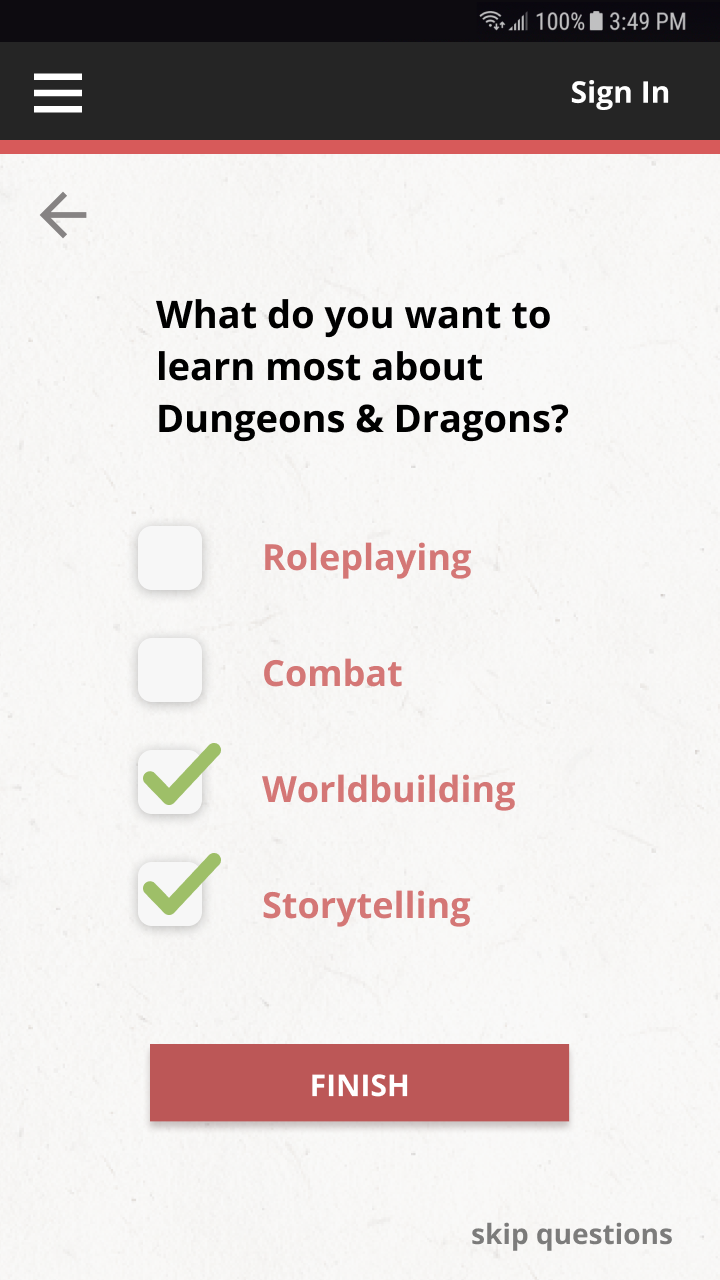 100% 3:49 PM
Sign In
What do you want to
learn most about
Dungeons & Dragons?
Roleplaying
Combat
Worldbuilding
Storytelling
FINISH
skip questions